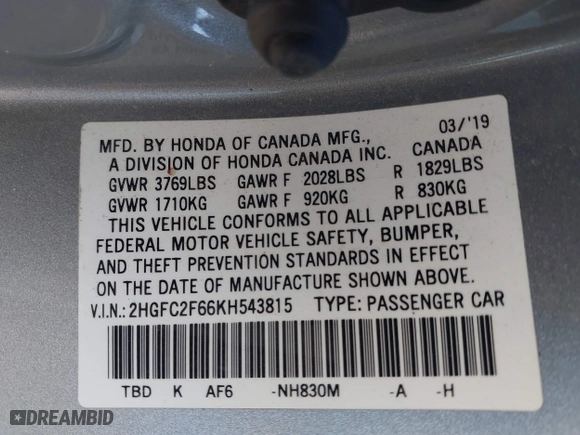 MFD. BY HONDA OF CANADA MFG., 03/'19
A DIVISION OF HONDA CANADA INC. CANADA
GVWR 3769LBS GAWR F 2028LBS R 1829LBS
GVWR 1710KG GAWR F 920KG R 830KG
THIS VEHICLE CONFORMS TO ALL APPLICABLE
FEDERAL MOTOR VEHICLE SAFETY, BUMPER,
AND THEFT PREVENTION STANDARDS IN EFFECT
ON THE DATE OF MANUFACTURE SHOWN ABOVE.
V.I.N.: 2HGFC2F66KH543815 TYPE: PASSENGER CAR
TBD K AF6 -NH830M -A -H
DREAMBID